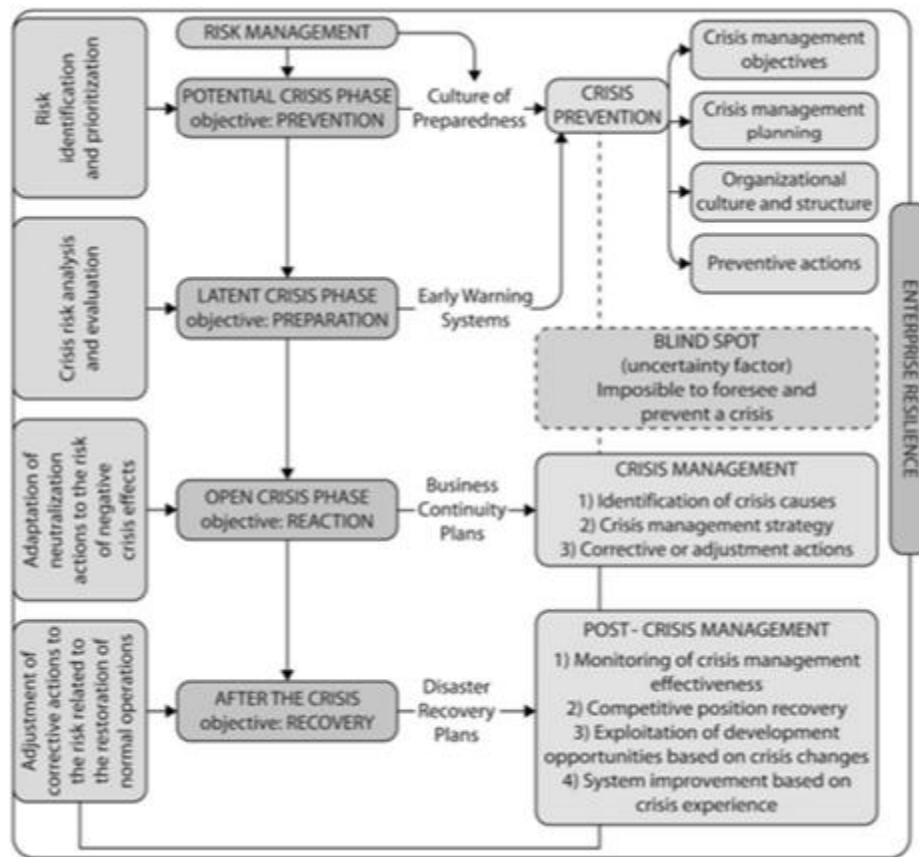 RISK MANAGEMENT
Risk
identification
and prioritization
POTENTIAL CRISIS PHASE
objective: PREVENTION
Culture of
Preparedness
CRISIS
PREVENTION
Crisis management
objectives
Crisis management
planning
Organizational
culture and structure
Preventive actions
Crisis risk analysis
and evaluation
LATENT CRISIS PHASE
objective: PREPARATION
Early Warning
Systems
BLIND SPOT
(uncertainty factor)
Imposible to foresee and
prevent a crisis
ENTERPRISE RESILIENCE
Adaptation of
neutralization
actions to the risk
of negative
crisis effects
OPEN CRISIS PHASE
objective: REACTION
Business
Continuity
Plans
CRISIS MANAGEMENT
1) Identification of crisis causes
2) Crisis management strategy
3) Corrective or adjustment actions
Adjustment of
corrective actions to
the risk related to
the restoration of
normal operations
AFTER THE CRISIS
objective: RECOVERY
Disaster
Recovery
Plans
POST - CRISIS MANAGEMENT
1) Monitoring of crisis management
effectiveness
2) Competitive position recovery
3) Exploitation of development
opportunities based on crisis changes
4) System improvement based on
crisis experience